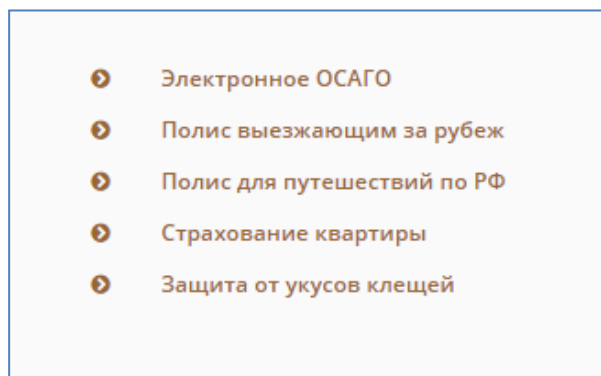 Электронное ОСАГО
Полис выезжающим за рубеж
Полис для путешествий по РФ
Страхование квартиры
Защита от укусов клещей